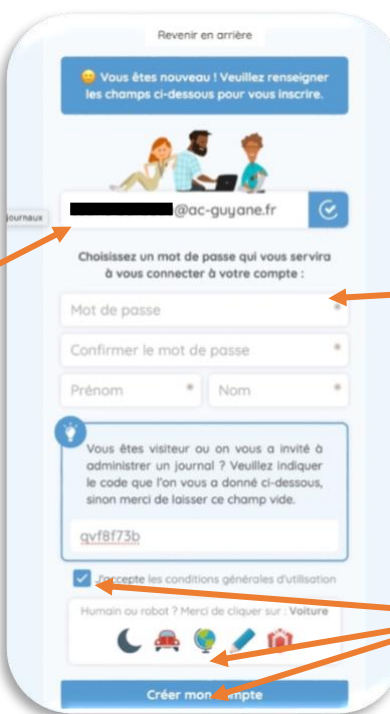 Revenir en arrière
Vous êtes nouveau ! Veuillez renseigner
les champs ci-dessous pour vous inscrire.
journaux
@ac-guyane.fr
Choisissez un mot de passe qui vous servira
à vous connecter à votre compte :
Mot de passe *
Confirmer le mot de passe *
Prénom * Nom *
Vous êtes visiteur ou on vous a invité à
administrer un journal ? Veuillez indiquer
le code que l'on vous a donné ci-dessous,
sinon merci de laisser ce champ vide.
qvf8f73b
J'accepte les conditions générales d'utilisation
Humain ou robot ? Merci de cliquer sur : Voiture
Créer mon compte